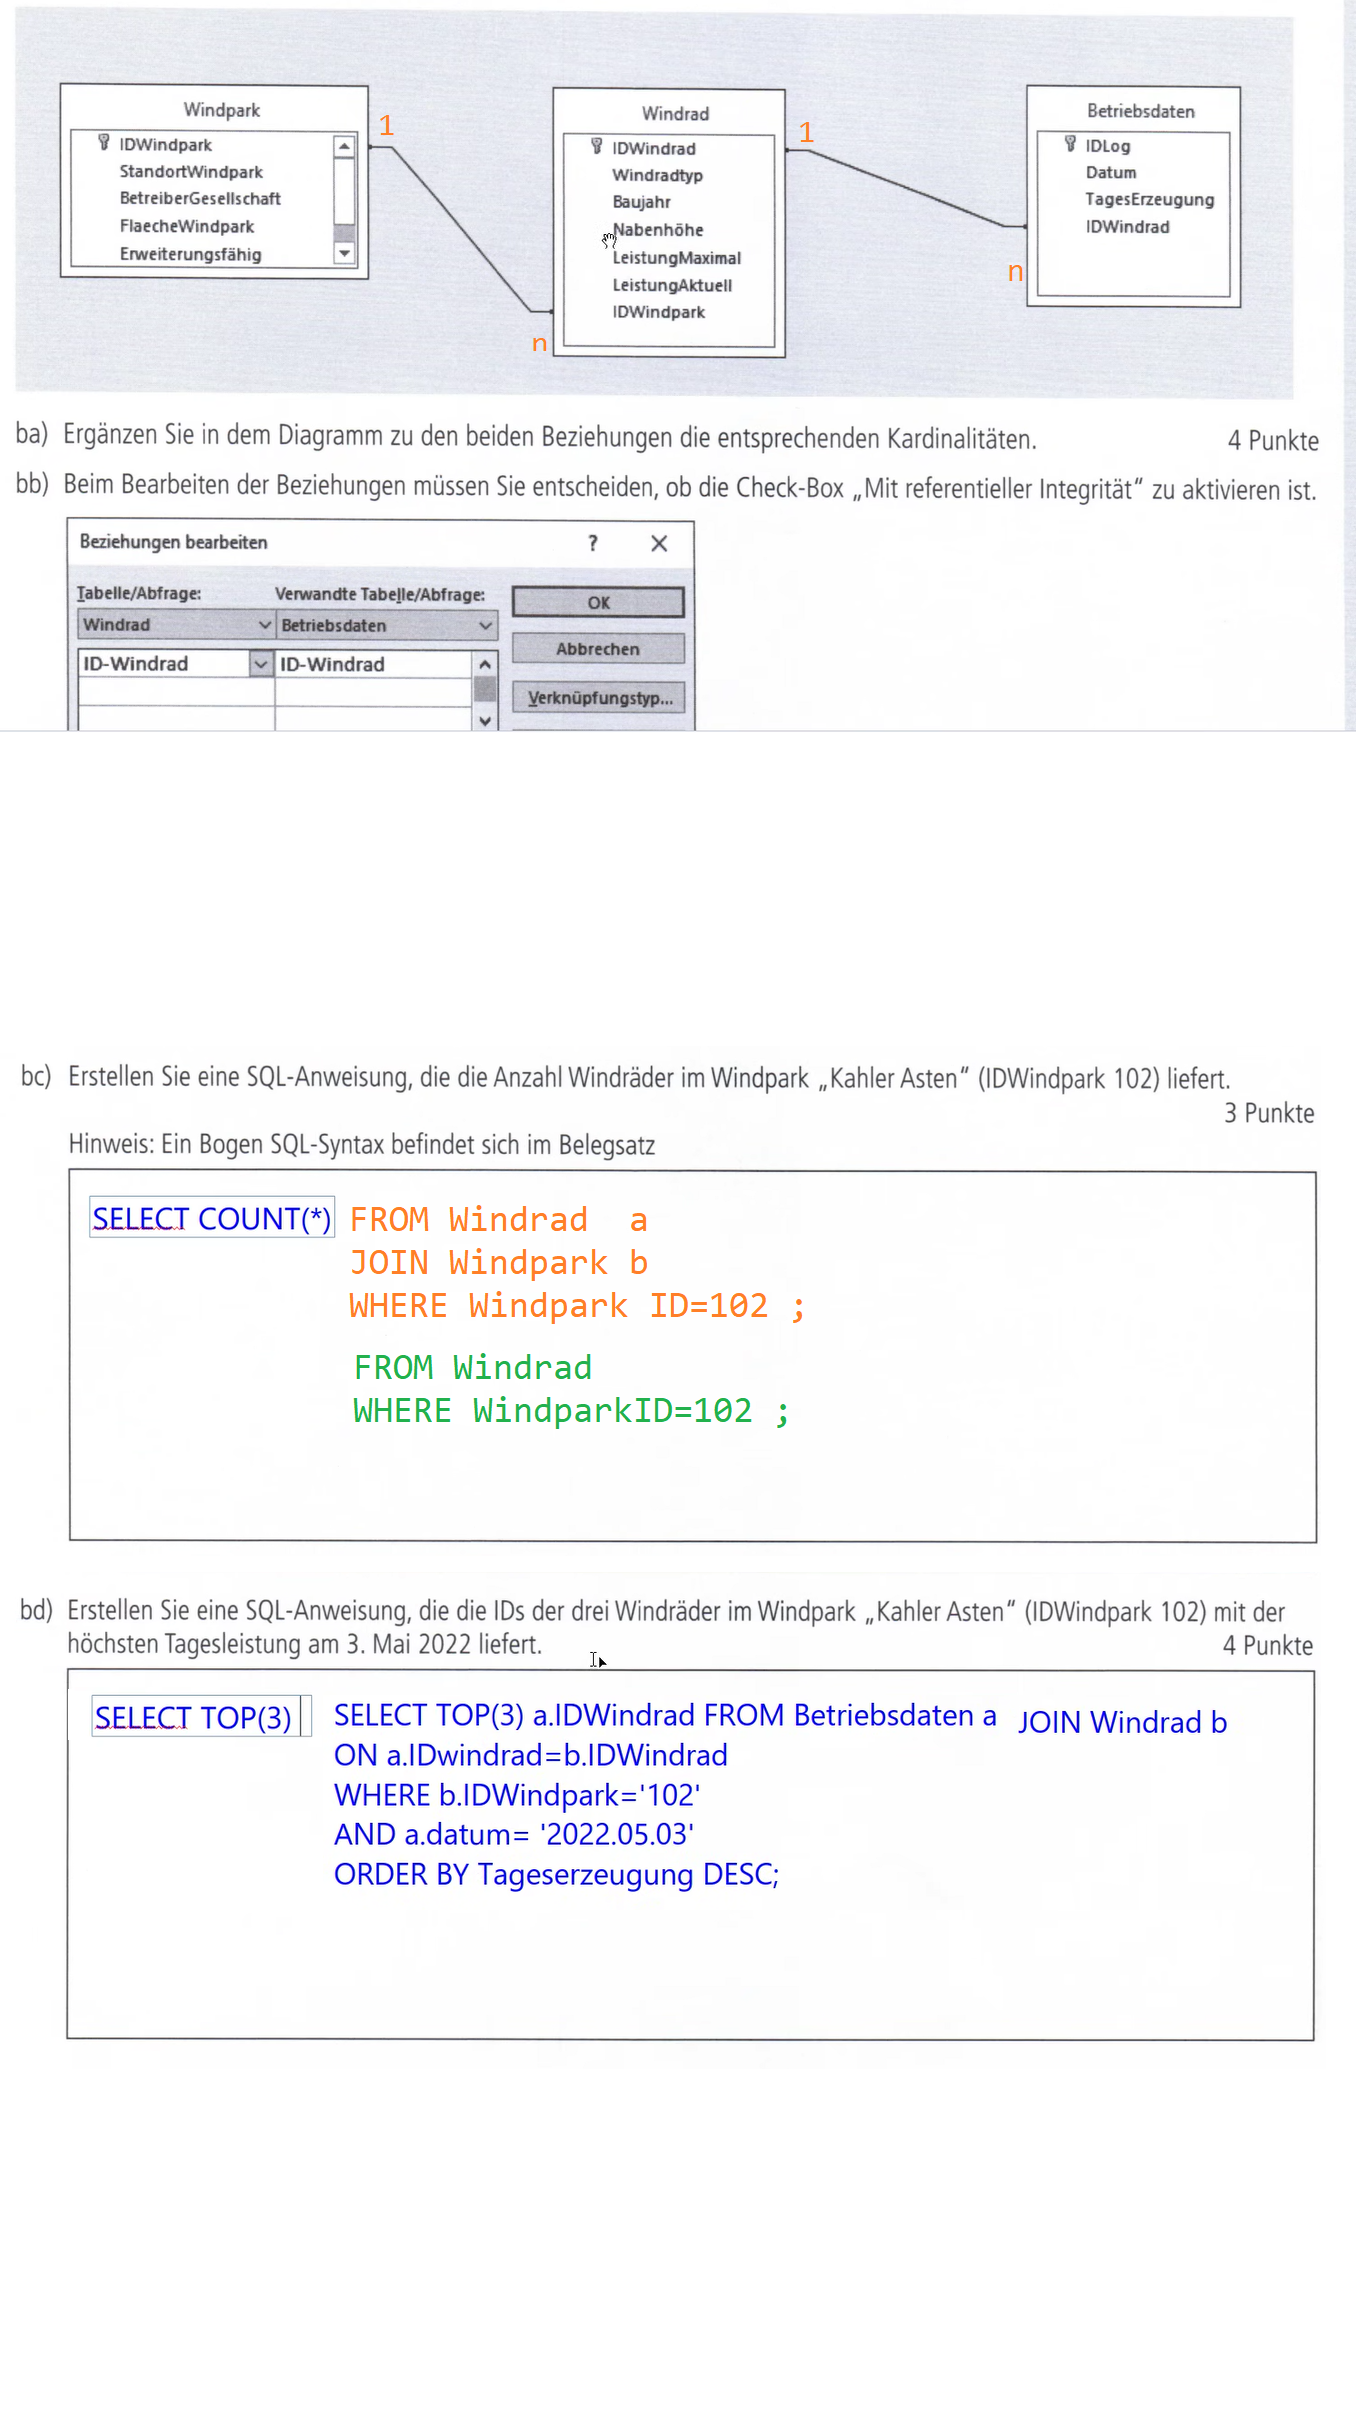 Windpark
IDWindpark
StandortWindpark
BetreiberGesellschaft
FlaecheWindpark
Erweiterungsfähig
1
n
Windrad
IDWindrad
Windradtyp
Baujahr
Nabenhöhe
LeistungMaximal
LeistungAktuell
IDWindpark
1
n
Betriebsdaten
IDLog
Datum
TagesErzeugung
IDWindrad
ba) Ergänzen Sie in dem Diagramm zu den beiden Beziehungen die entsprechenden Kardinalitäten. 4 Punkte
bb) Beim Bearbeiten der Beziehungen müssen Sie entscheiden, ob die Check-Box „Mit referentieller Integrität“ zu aktivieren ist.
Beziehungen bearbeiten ? ×
Tabelle/Abfrage: Verwandte Tabelle/Abfrage:
Windrad Betriebsdaten
ID-Windrad ID-Windrad
OK
Abbrechen
Verknüpfungstyp...
bc) Erstellen Sie eine SQL-Anweisung, die die Anzahl Windräder im Windpark „Kahler Asten“ (IDWindpark 102) liefert.
3 Punkte
Hinweis: Ein Bogen SQL-Syntax befindet sich im Belegsatz
SELECT COUNT(*) FROM Windrad a
JOIN Windpark b
WHERE Windpark ID=102 ;
FROM Windrad
WHERE WindparkID=102 ;
bd) Erstellen Sie eine SQL-Anweisung, die die IDs der drei Windräder im Windpark „Kahler Asten“ (IDWindpark 102) mit der
höchsten Tagesleistung am 3. Mai 2022 liefert. 4 Punkte
SELECT TOP(3) SELECT TOP(3) a.IDWindrad FROM Betriebsdaten a JOIN Windrad b
ON a.IDwindrad=b.IDWindrad
WHERE b.IDWindpark='102'
AND a.datum= '2022.05.03'
ORDER BY Tageserzeugung DESC;